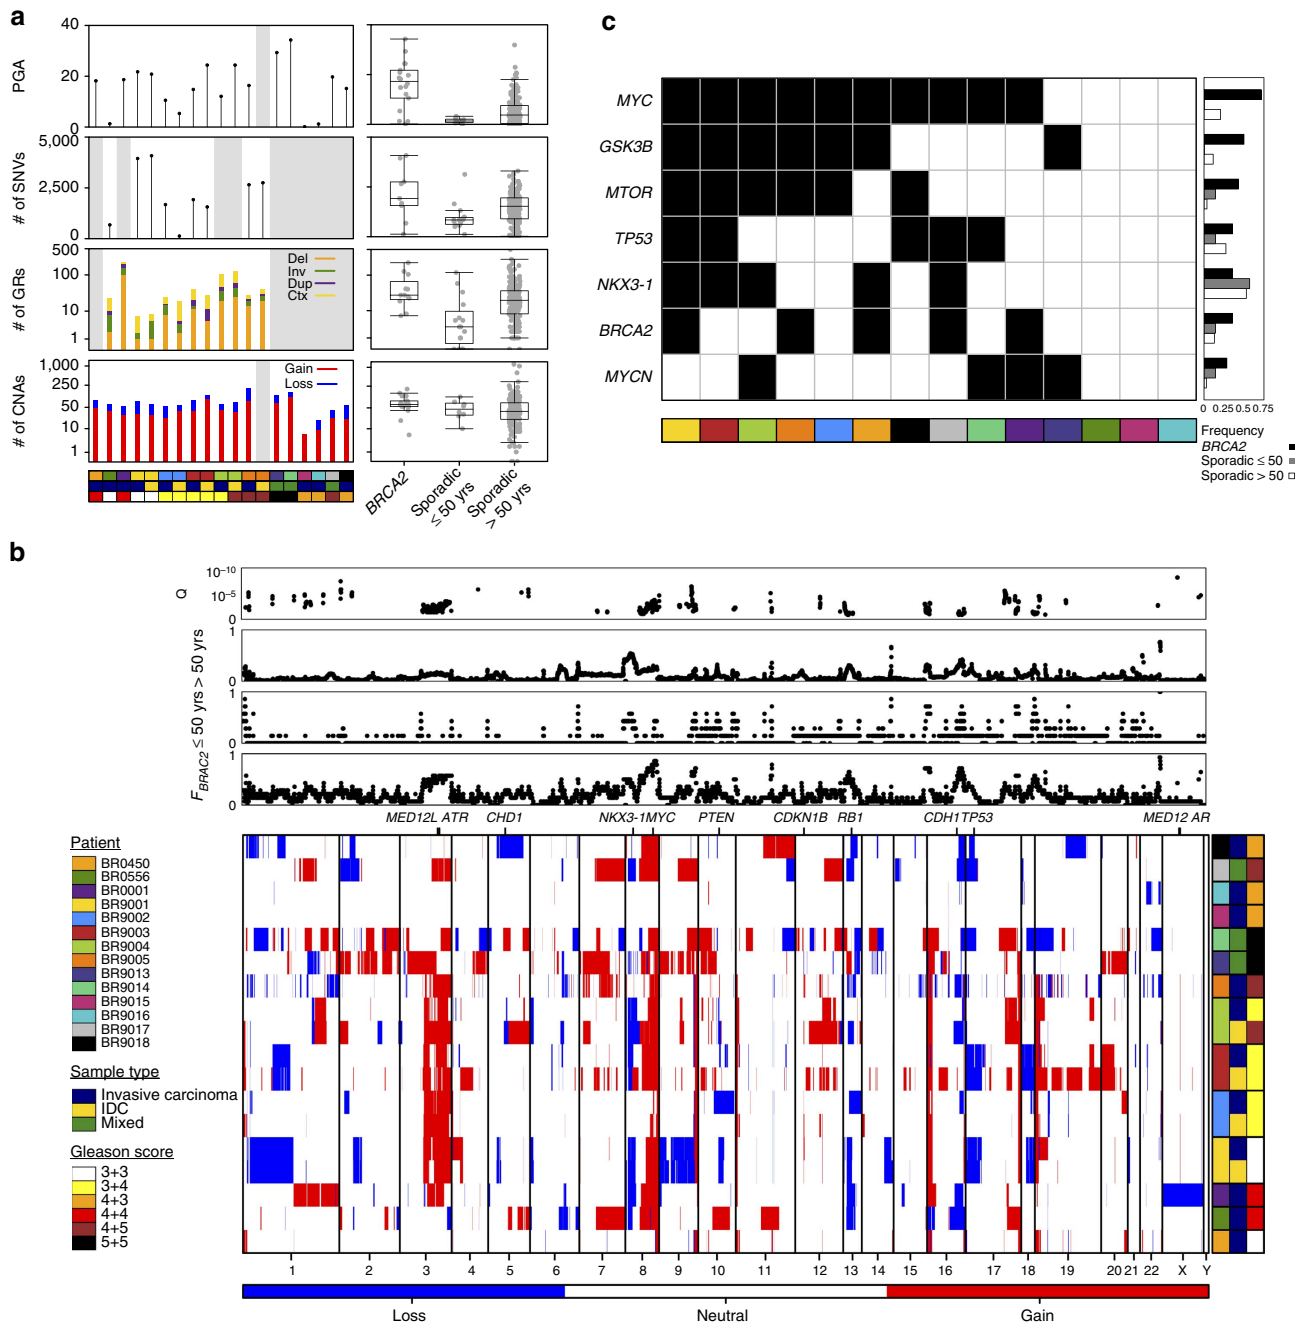 a
PGA
40
20
0
# of SNVs
5,000
2,500
0
# of GRs
500
100
10
1
Del
Inv
Dup
Ctx
# of CNAs
1,000
250
50
10
1
Gain
Loss
BRCA2
Sporadic
≤ 50 yrs
Sporadic
> 50 yrs
c
MYC
GSK3B
MTOR
TP53
NKX3-1
BRCA2
MYCN
0 0.25 0.5 0.75
Frequency
BRCA2
Sporadic ≤ 50
Sporadic > 50
b
Q
10⁻¹⁰
10⁻⁵
0
F_BRAC2 ≤ 50 yrs > 50 yrs
1
0
1
0
1
0
MED12L ATR CHD1 NKX3-1 MYC PTEN CDKN1B RB1 CDH1 TP53 MED12 AR
Patient
BR0450
BR0556
BR0001
BR9001
BR9002
BR9003
BR9004
BR9005
BR9013
BR9014
BR9015
BR9016
BR9017
BR9018
Sample type
Invasive carcinoma
IDC
Mixed
Gleason score
3+3
3+4
4+3
4+4
4+5
5+5
1 2 3 4 5 6 7 8 9 10 11 12 13 14 15 16 17 18 19 20 21 22 X Y
Loss Neutral Gain